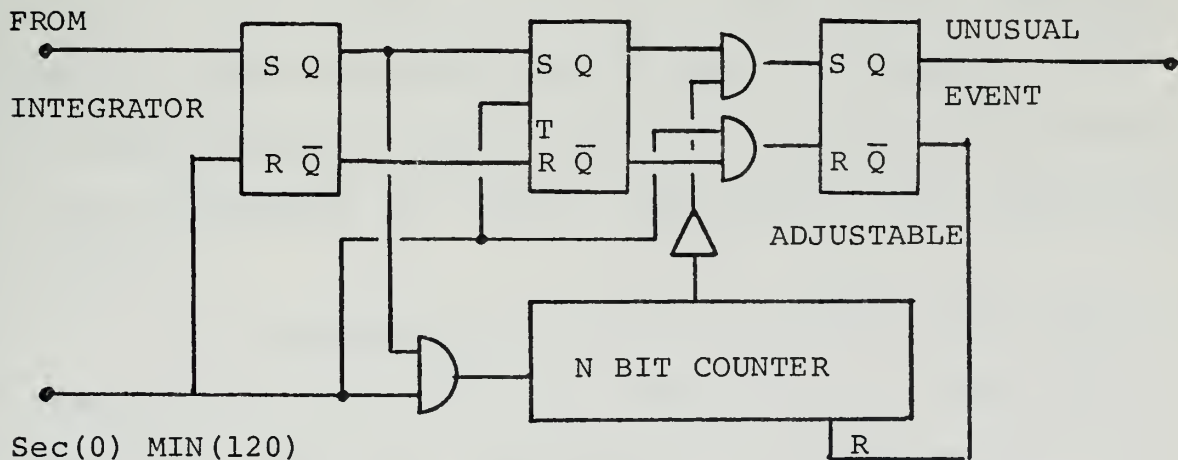 FROM
INTEGRATOR
S Q
R Q̅
S Q
T
R Q̅
S Q
R Q̅
UNUSUAL
EVENT
ADJUSTABLE
N BIT COUNTER
R
Sec(0) MIN(120)